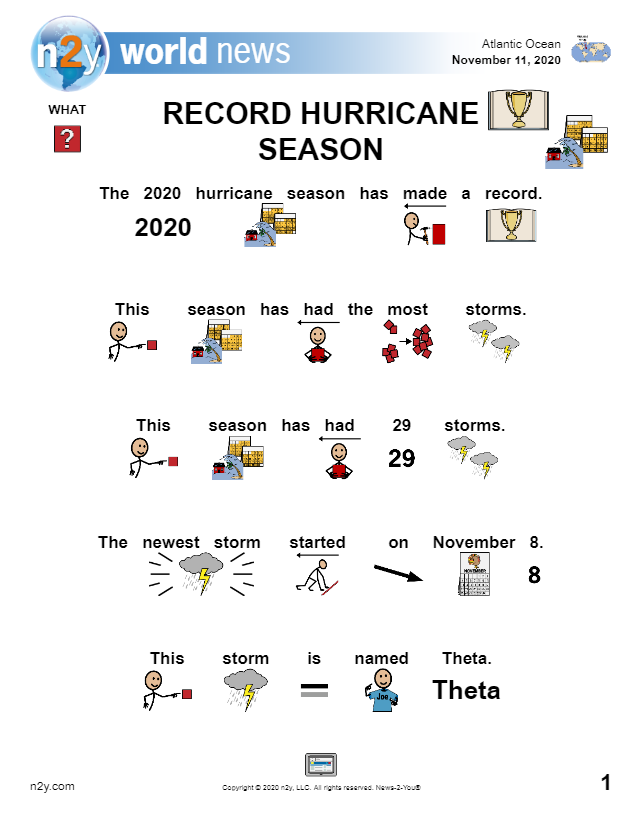 n2y world news
Atlantic Ocean
November 11, 2020
WHAT
?
RECORD HURRICANE
SEASON
The 2020 hurricane season has made a record.
2020
This season has had the most storms.
This season has had 29 storms.
29
The newest storm started on November 8.
NOVEMBER
8
This storm is named Theta.
Joe
Theta
n2y.com
Copyright © 2020 n2y, LLC. All rights reserved. News-2-You®
1